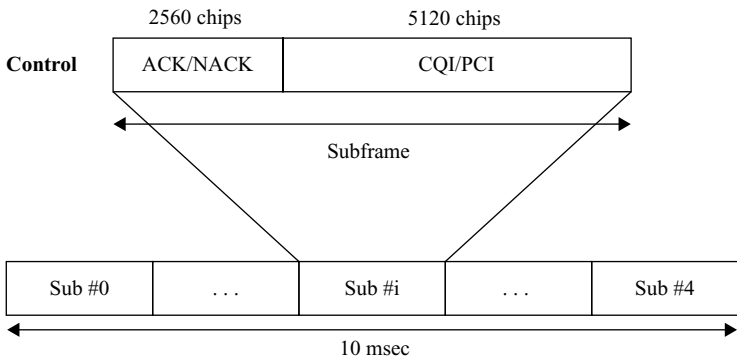 2560 chips 5120 chips
Control ACK/NACK CQI/PCI
Subframe
Sub #0 . . . Sub #i . . . Sub #4
10 msec